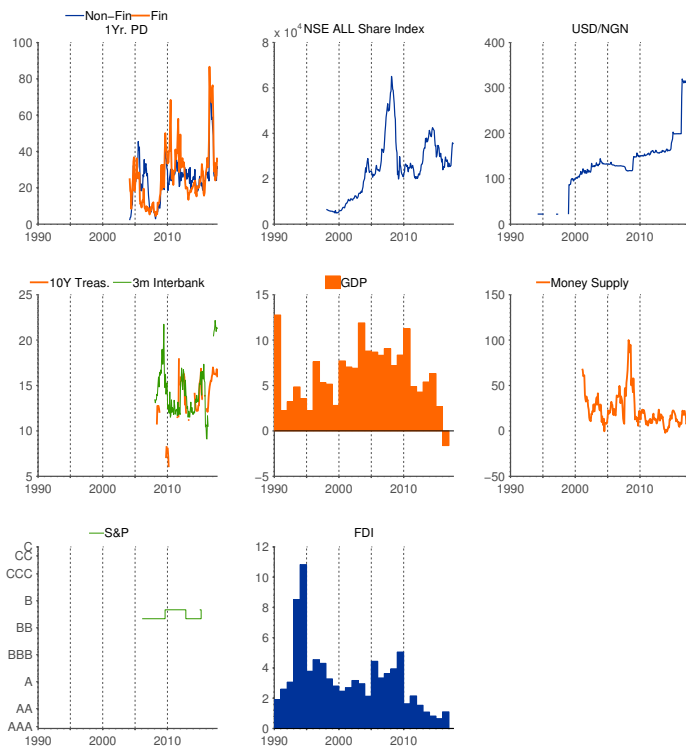 Non-Fin Fin
1Yr. PD
100
80
60
40
20
0
1990 2000 2010
x 10⁴ NSE ALL Share Index
8
6
4
2
0
1990 2000 2010
USD/NGN
400
300
200
100
0
1990 2000 2010
10Y Treas. 3m Interbank
25
20
15
10
5
1990 2000 2010
GDP
15
10
5
0
−5
1990 2000 2010
Money Supply
150
100
50
0
−50
1990 2000 2010
S&P
C
CC
CCC
B
BB
BBB
A
AA
AAA
1990 2000 2010
FDI
12
10
8
6
4
2
0
1990 2000 2010